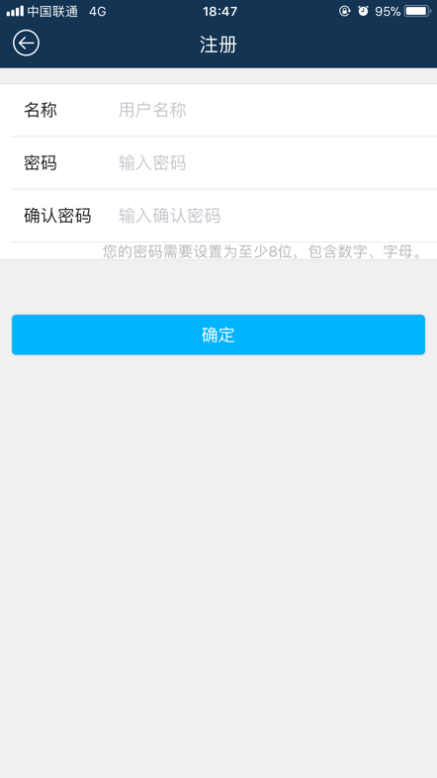 中国联通 4G 18:47 95%
注册
名称 用户名称
密码 输入密码
确认密码 输入确认密码
您的密码需要设置为至少8位，包含数字、字母。
确定